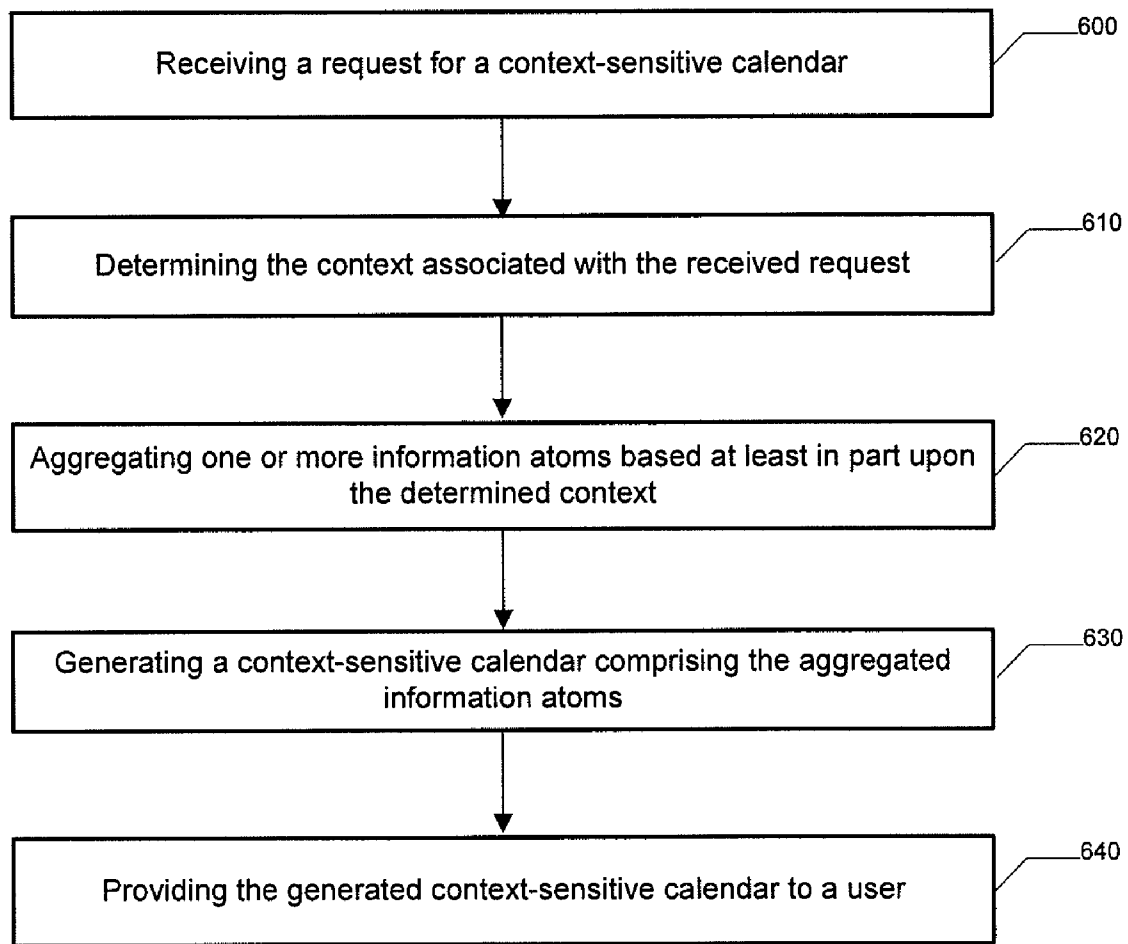 600
Receiving a request for a context-sensitive calendar
610
Determining the context associated with the received request
620
Aggregating one or more information atoms based at least in part upon
the determined context
630
Generating a context-sensitive calendar comprising the aggregated
information atoms
640
Providing the generated context-sensitive calendar to a user